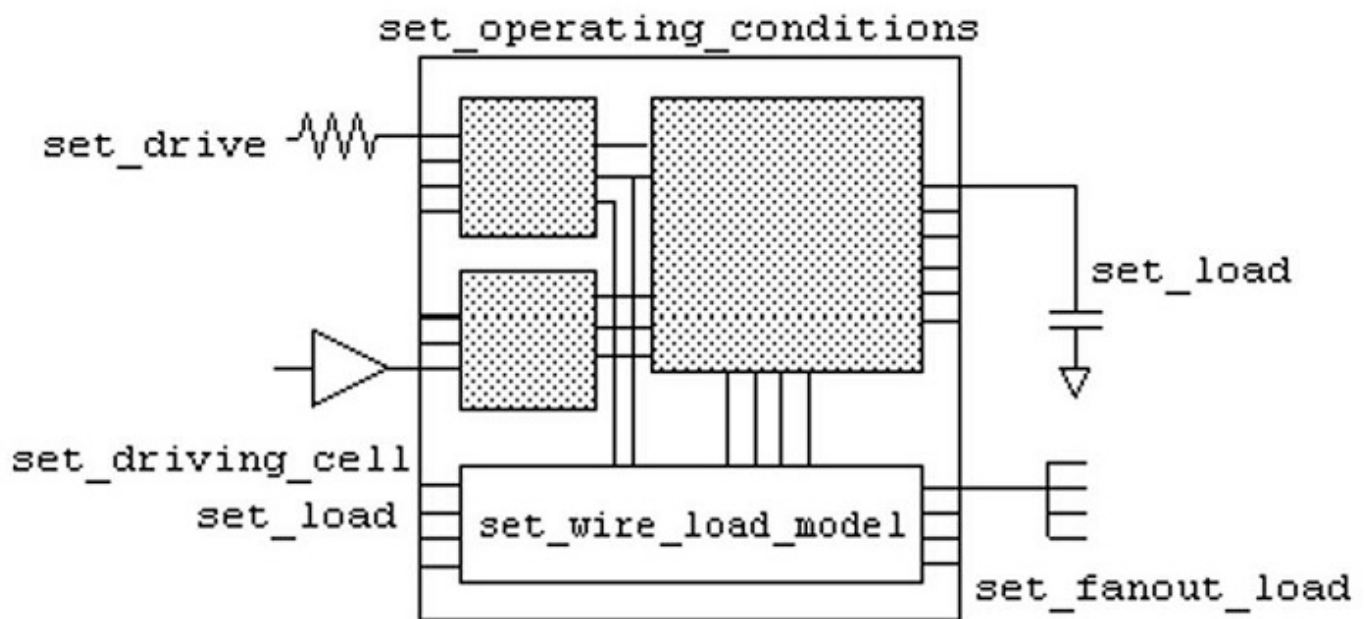 set_operating_conditions
set_drive
set_load
set_driving_cell
set_load
set_wire_load_model
set_fanout_load